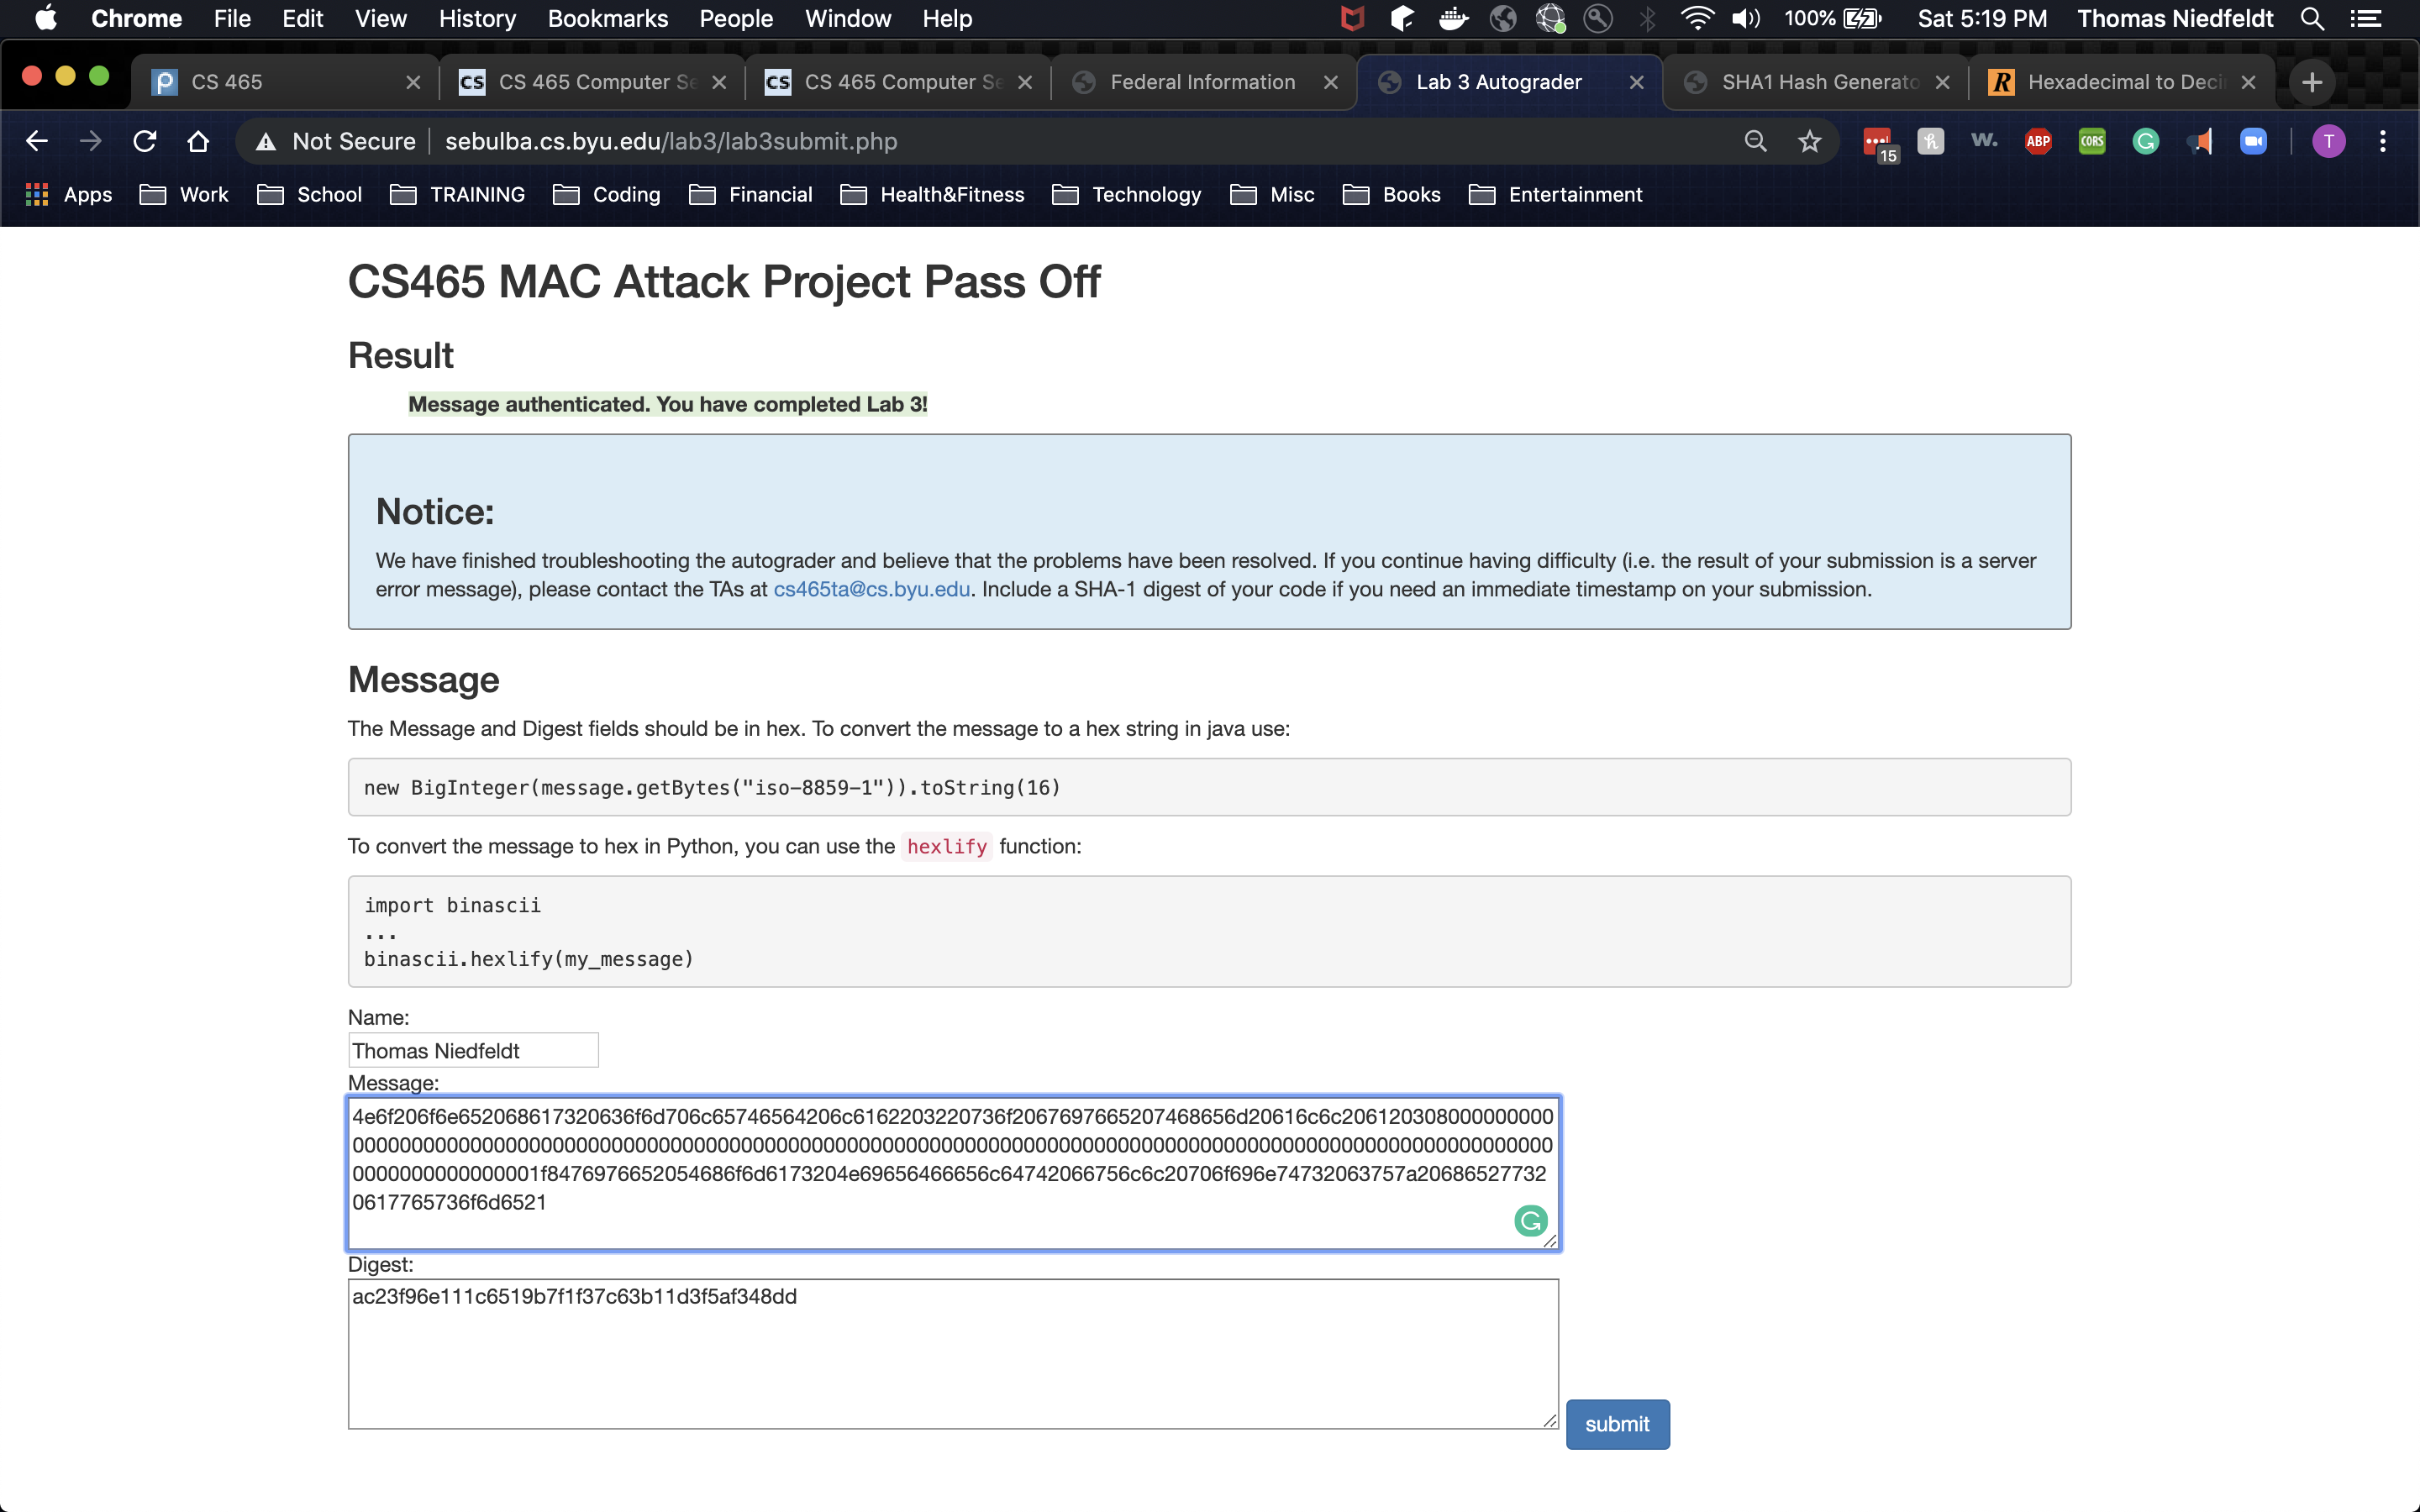 Chrome File Edit View History Bookmarks People Window Help 100% Sat 5:19 PM Thomas Niedfeldt
CS 465 CS 465 Computer Se CS 465 Computer Se Federal Information Lab 3 Autograder SHA1 Hash Generato Hexadecimal to Deci
Not Secure sebulba.cs.byu.edu/lab3/lab3submit.php 15 ABP CORS T
Apps Work School TRAINING Coding Financial Health&Fitness Technology Misc Books Entertainment
CS465 MAC Attack Project Pass Off
Result
Message authenticated. You have completed Lab 3!
Notice:
We have finished troubleshooting the autograder and believe that the problems have been resolved. If you continue having difficulty (i.e. the result of your submission is a server
error message), please contact the TAs at cs465ta@cs.byu.edu. Include a SHA-1 digest of your code if you need an immediate timestamp on your submission.
Message
The Message and Digest fields should be in hex. To convert the message to a hex string in java use:
new BigInteger(message.getBytes("iso-8859-1")).toString(16)
To convert the message to hex in Python, you can use the hexlify function:
import binascii
...
binascii.hexlify(my_message)
Name:
Thomas Niedfeldt
Message:
4e6f206f6e652068617320636f6d706c65746564206c6162203220736f2067697665207468656d20616c6c206120308000000000
00000000000000000000000000000000000000000000000000000000000000000000000000000000000000000000000000000000
0000000000000001f8476976652054686f6d6173204e69656466656c64742066756c6c20706f696e74732063757a206865277320
617765736f6d6521
Digest:
ac23f96e111c6519b7f1f37c63b11d3f5af348dd
submit